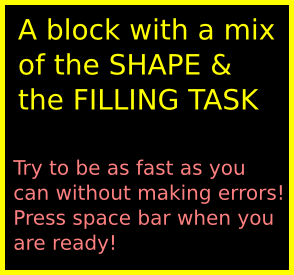 A block with a mix
of the SHAPE &
the FILLING TASK
Try to be as fast as you
can without making errors!
Press space bar when you
are ready!